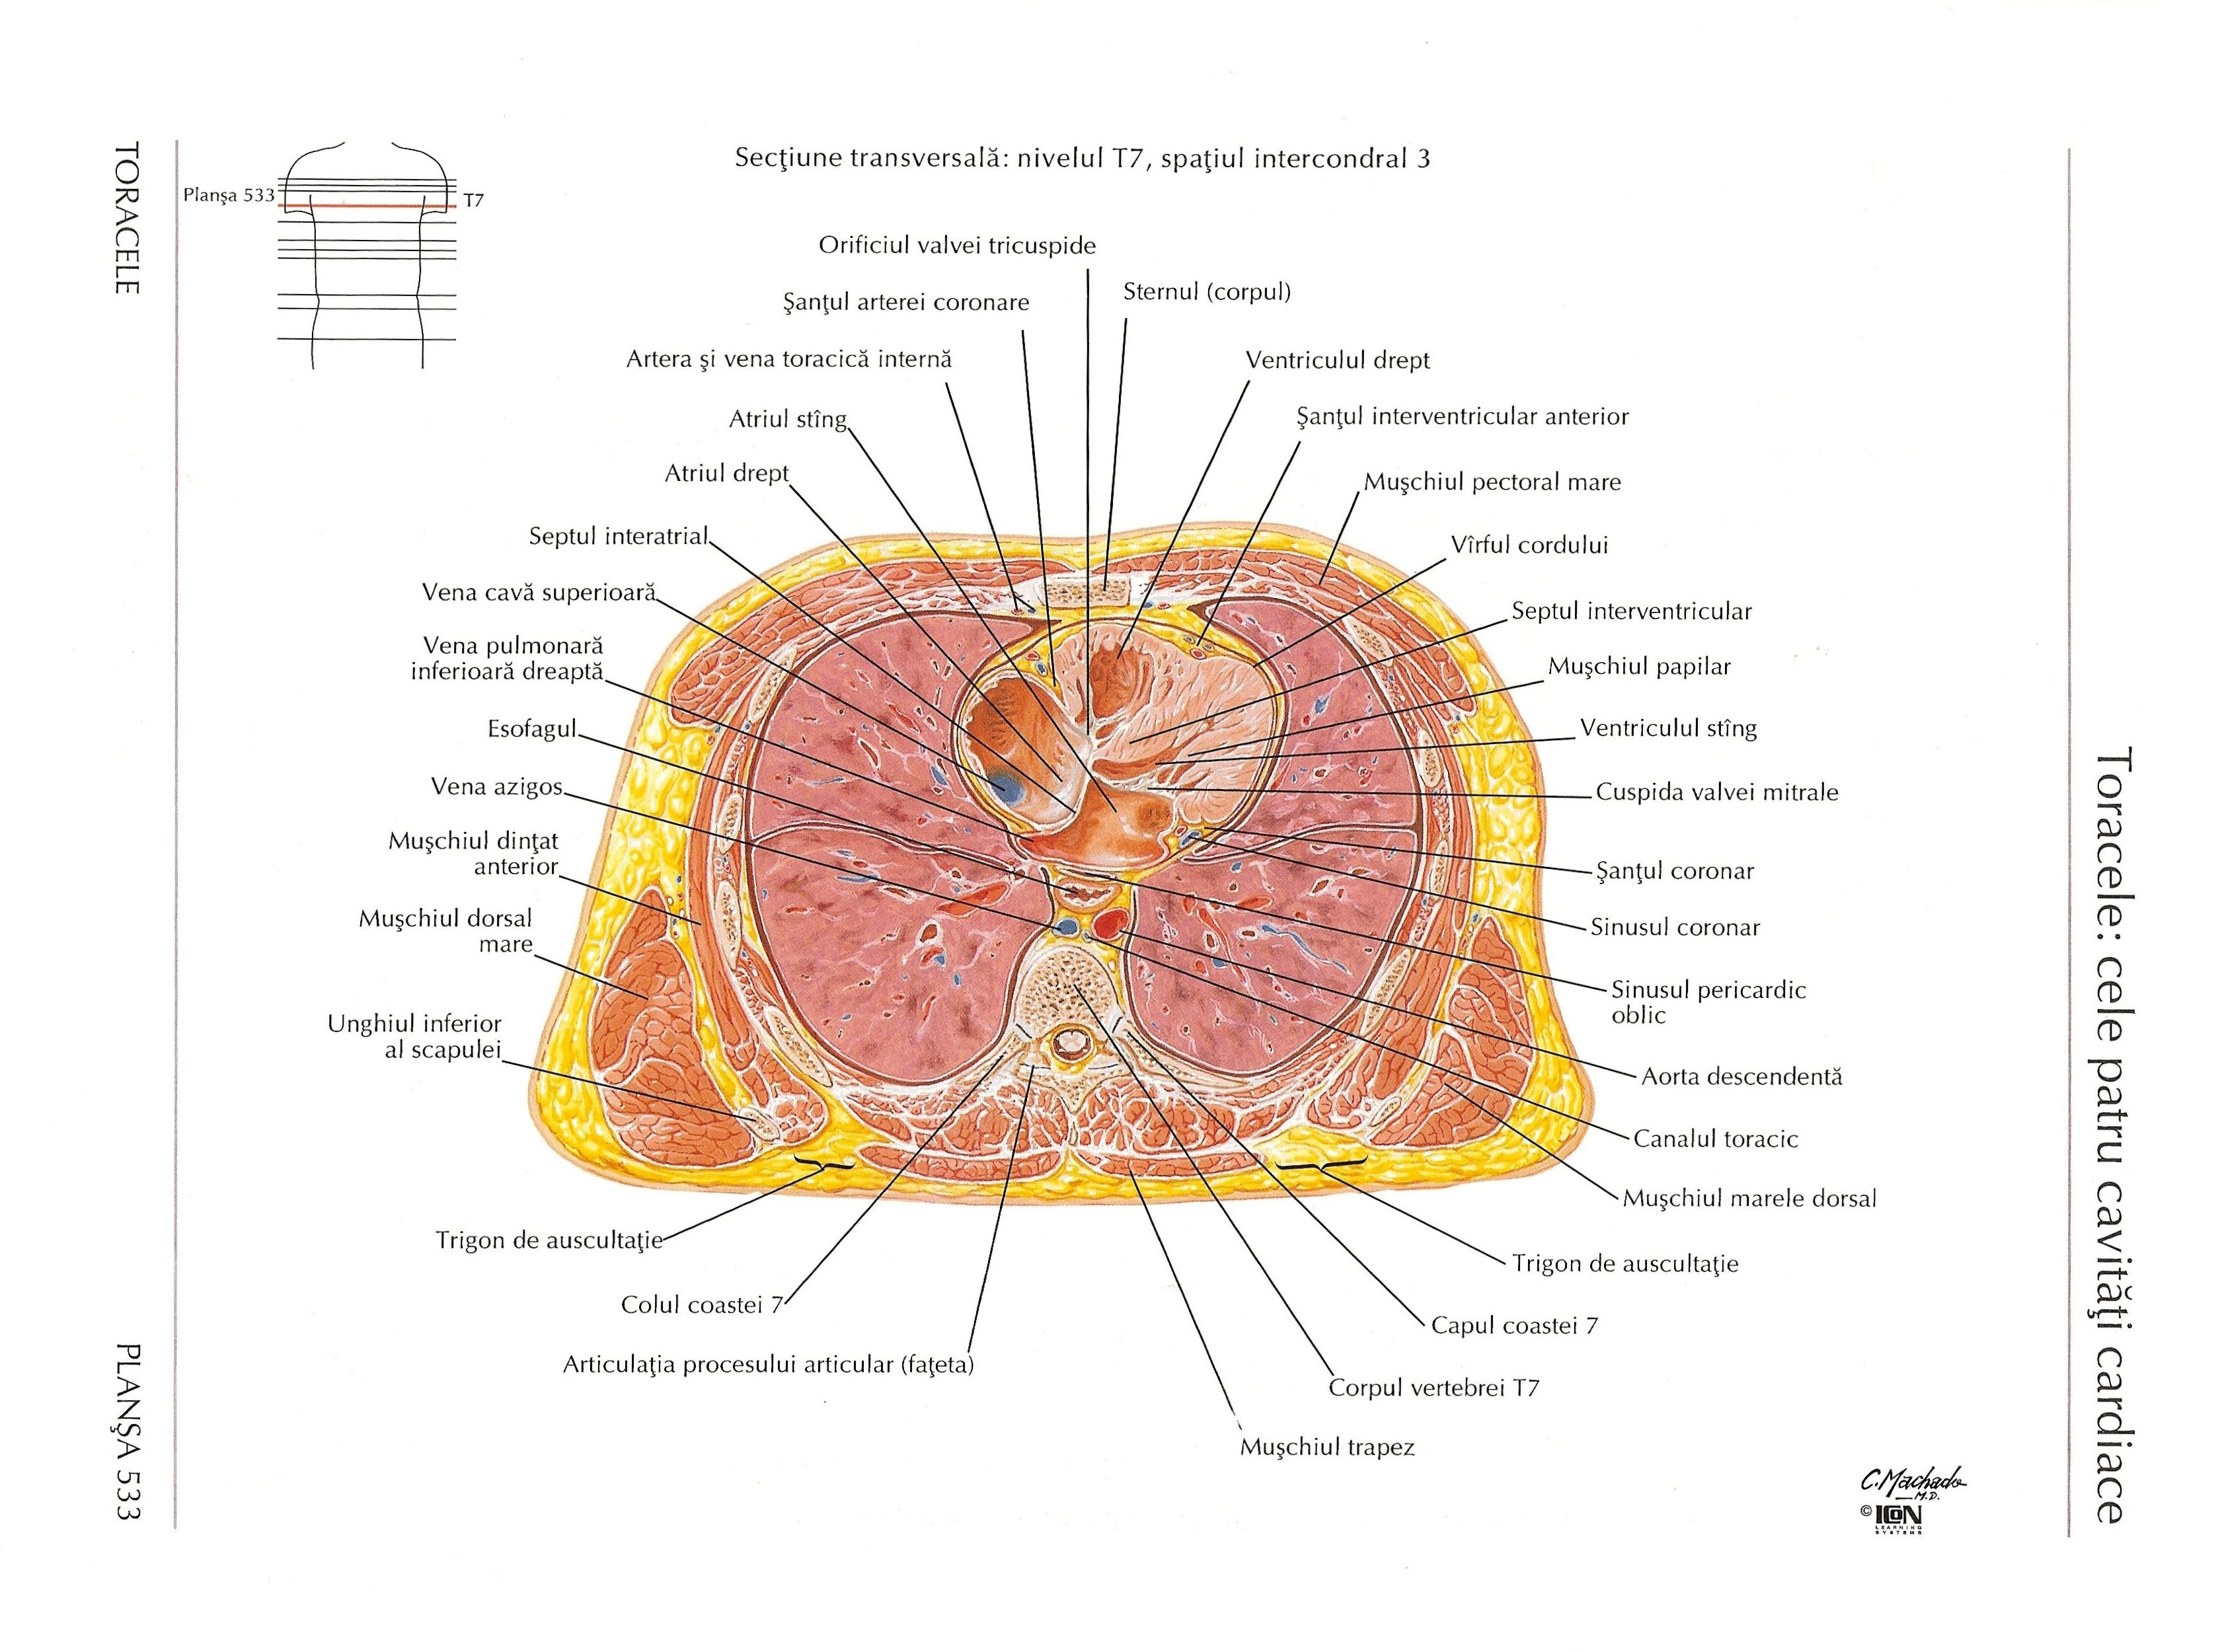 TORACELE
PLANŞA 533
Planşa 533
T7
Secţiune transversală: nivelul T7, spaţiul intercondral 3
Orificiul valvei tricuspide
Şanţul arterei coronare
Artera şi vena toracică internă
Atriul stîng
Atriul drept
Septul interatrial
Vena cavă superioară
Vena pulmonară
inferioară dreaptă
Esofagul
Vena azigos
Muşchiul dinţat
anterior
Muşchiul dorsal
mare
Unghiul inferior
al scapulei
Trigon de auscultaţie
Colul coastei 7
Articulaţia procesului articular (faţeta)
Sternul (corpul)
Ventriculul drept
Şanţul interventricular anterior
Muşchiul pectoral mare
Vîrful cordului
Septul interventricular
Muşchiul papilar
Ventriculul stîng
Cuspida valvei mitrale
Şanţul coronar
Sinusul coronar
Sinusul pericardic
oblic
Aorta descendentă
Canalul toracic
Muşchiul marele dorsal
Trigon de auscultaţie
Capul coastei 7
Corpul vertebrei T7
Muşchiul trapez
C. Machado
M.D.
© ICON
LEARNING
SYSTEMS
Toracele: cele patru cavităţi cardiace